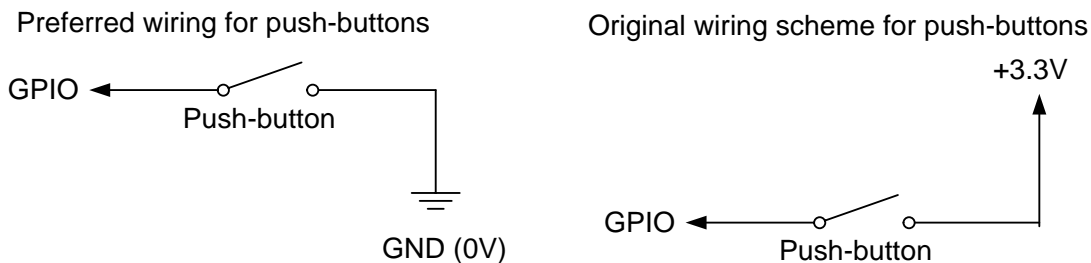 Preferred wiring for push-buttons
GPIO
Push-button
GND (0V)
Original wiring scheme for push-buttons
+3.3V
GPIO
Push-button